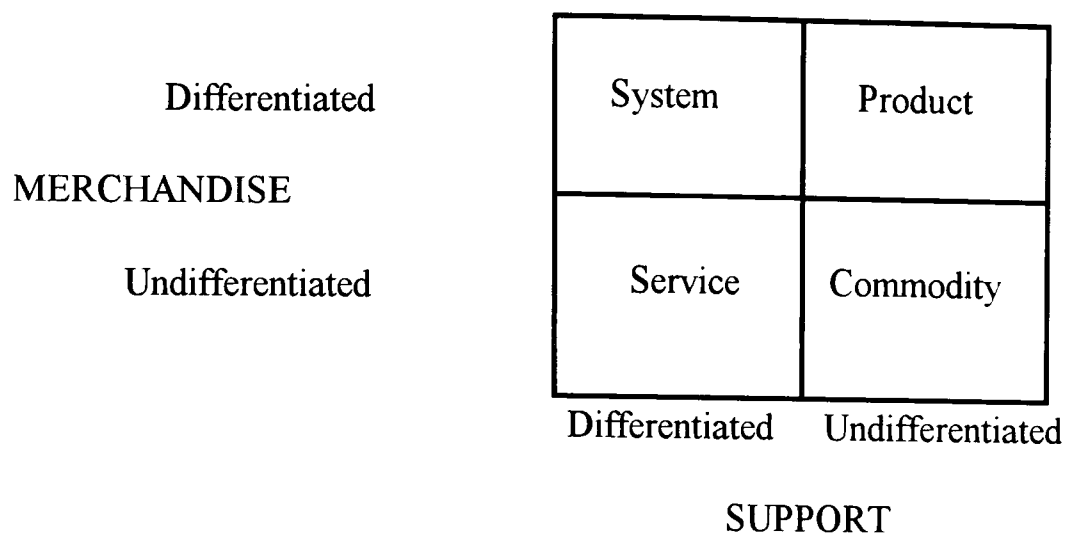 Differentiated System Product
MERCHANDISE
Undifferentiated Service Commodity
Differentiated Undifferentiated
SUPPORT